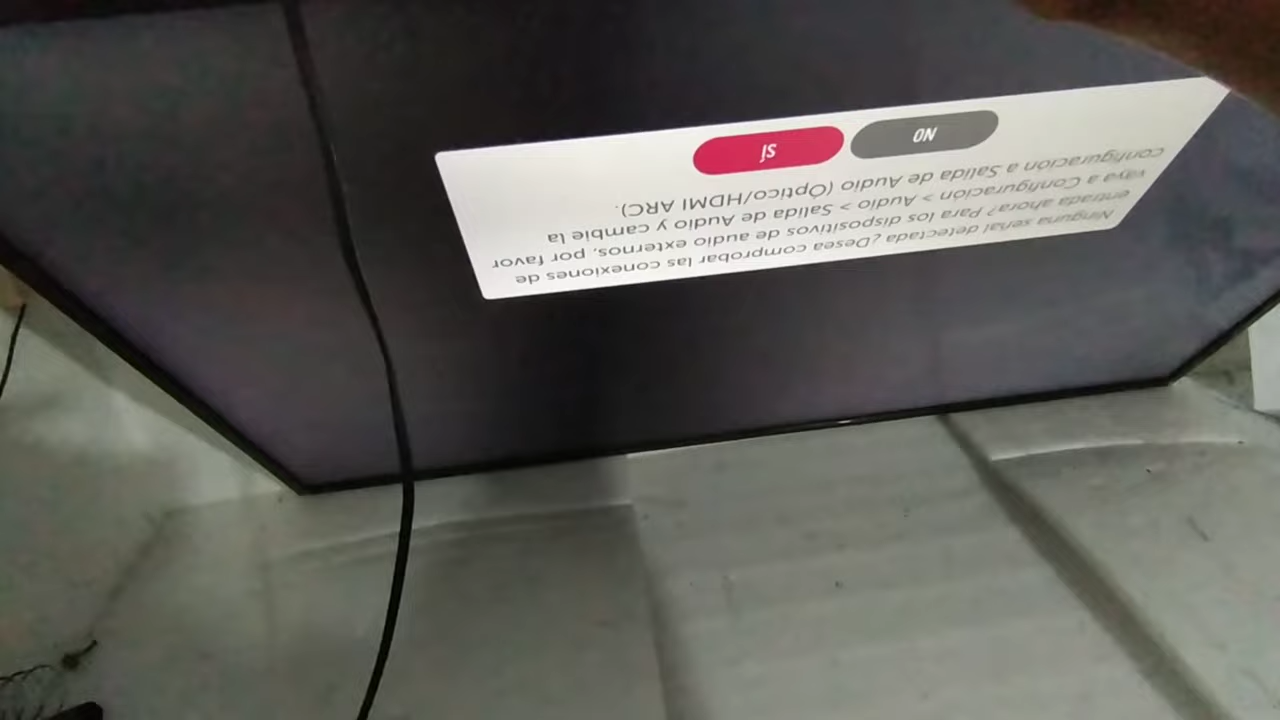 Ninguna señal detectada ¿Desea comprobar las conexiones de
entrada ahora? Para los dispositivos de audio externos, por favor
vaya a Configuración > Audio > Salida de Audio y cambie la
configuración a Salida de Audio (Óptico/HDMI ARC).
NO
SÍ